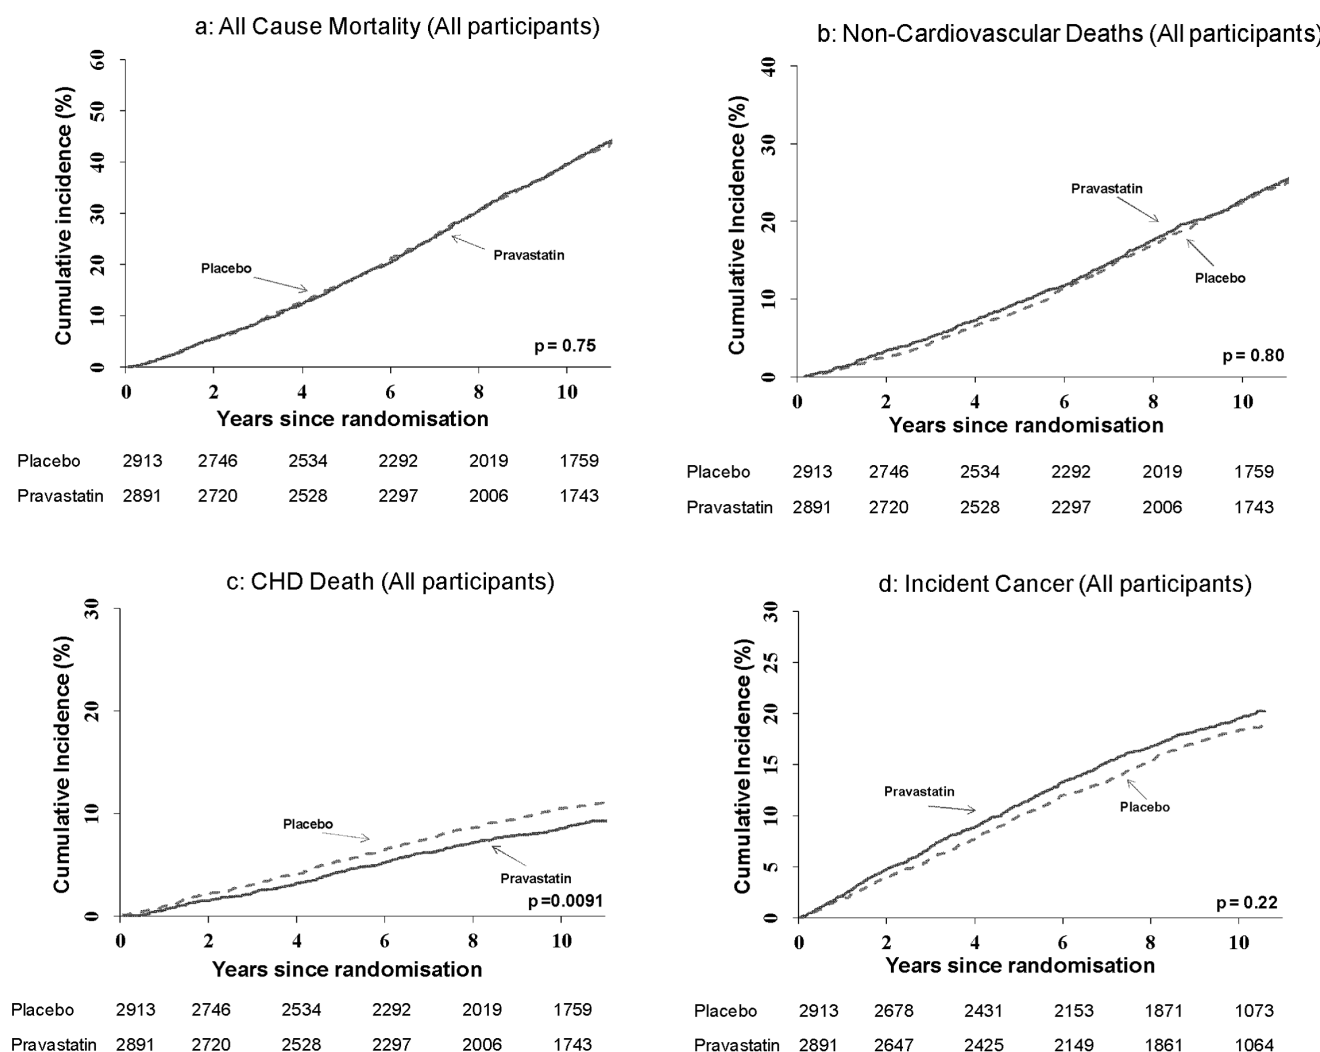 a: All Cause Mortality (All participants)
Cumulative incidence (%)
60
50
40
30
20
10
0
Placebo
Pravastatin
p = 0.75
0 2 4 6 8 10
Years since randomisation
Placebo 2913 2746 2534 2292 2019 1759
Pravastatin 2891 2720 2528 2297 2006 1743
b: Non-Cardiovascular Deaths (All participants)
Cumulative Incidence (%)
40
30
20
10
0
Pravastatin
Placebo
p = 0.80
0 2 4 6 8 10
Years since randomisation
Placebo 2913 2746 2534 2292 2019 1759
Pravastatin 2891 2720 2528 2297 2006 1743
c: CHD Death (All participants)
Cumulative Incidence (%)
30
20
10
0
Placebo
Pravastatin
p =0.0091
0 2 4 6 8 10
Years since randomisation
Placebo 2913 2746 2534 2292 2019 1759
Pravastatin 2891 2720 2528 2297 2006 1743
d: Incident Cancer (All participants)
Cumulative Incidence (%)
30
25
20
15
10
5
0
Pravastatin
Placebo
p = 0.22
0 2 4 6 8 10
Years since randomisation
Placebo 2913 2678 2431 2153 1871 1073
Pravastatin 2891 2647 2425 2149 1861 1064